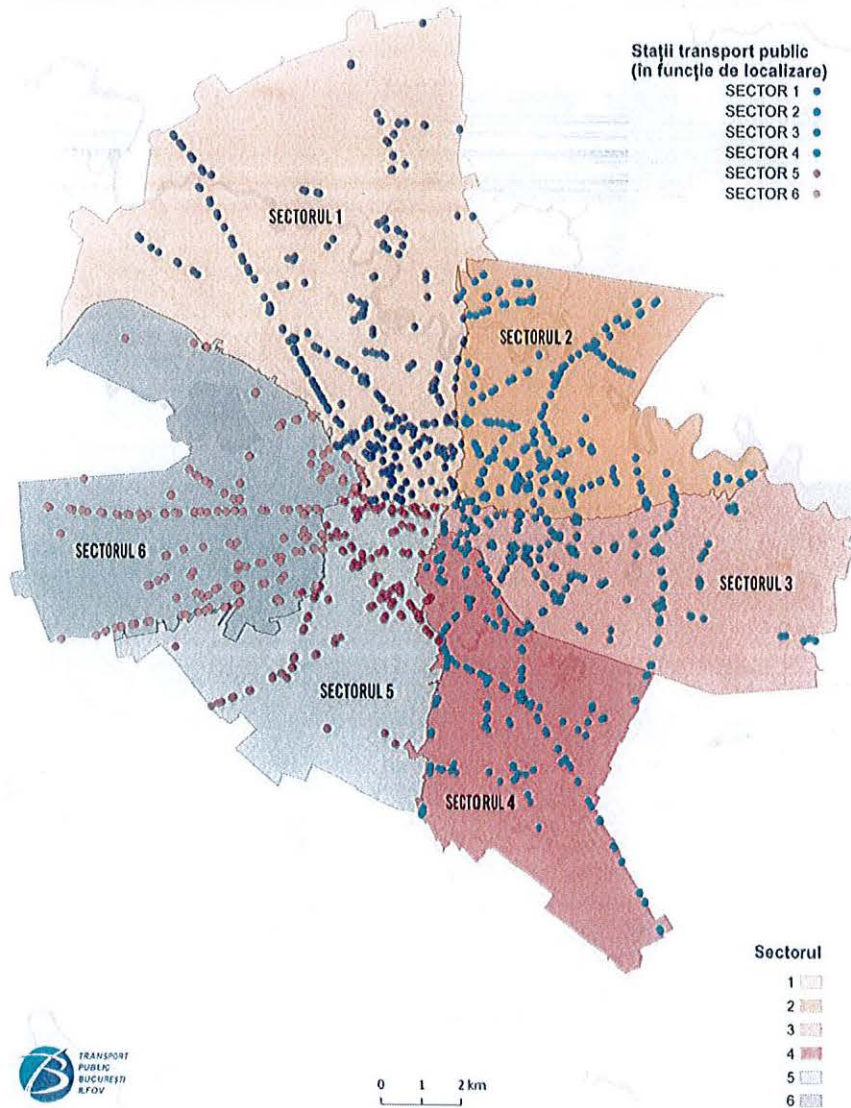 Stații transport public
(în funcție de localizare)
SECTOR 1
SECTOR 2
SECTOR 3
SECTOR 4
SECTOR 5
SECTOR 6
SECTORUL 1
SECTORUL 2
SECTORUL 6
SECTORUL 3
SECTORUL 5
SECTORUL 4
Sectorul
1
2
3
4
5
6
TRANSPORT
PUBLIC
BUCUREȘTI
ILFOV
0 1 2 km